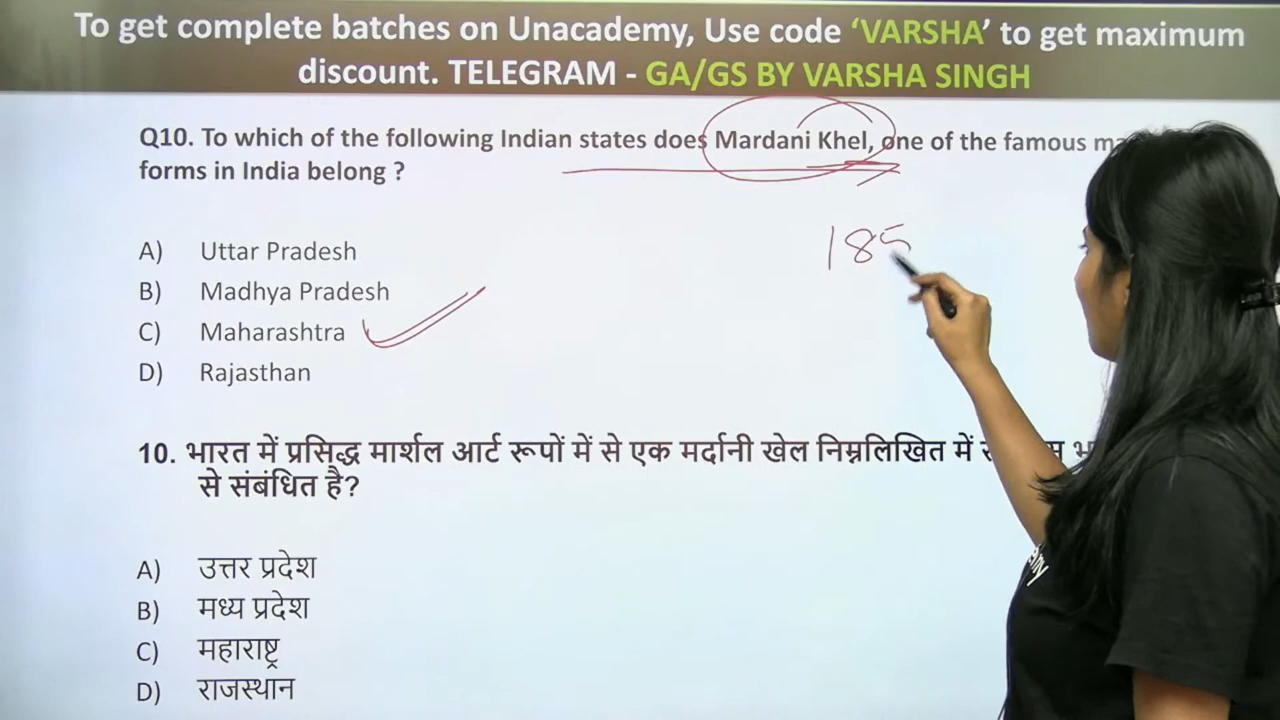 To get complete batches on Unacademy, Use code ‘VARSHA’ to get maximum
discount. TELEGRAM - GA/GS BY VARSHA SINGH
Q10. To which of the following Indian states does Mardani Khel, one of the famous
forms in India belong ?
185
A) Uttar Pradesh
B) Madhya Pradesh
C) Maharashtra
D) Rajasthan
10. भारत में प्रसिद्ध मार्शल आर्ट रूपों में से एक मर्दानी खेल निम्नलिखित में
से संबंधित है?
A) उत्तर प्रदेश
B) मध्य प्रदेश
C) महाराष्ट्र
D) राजस्थान